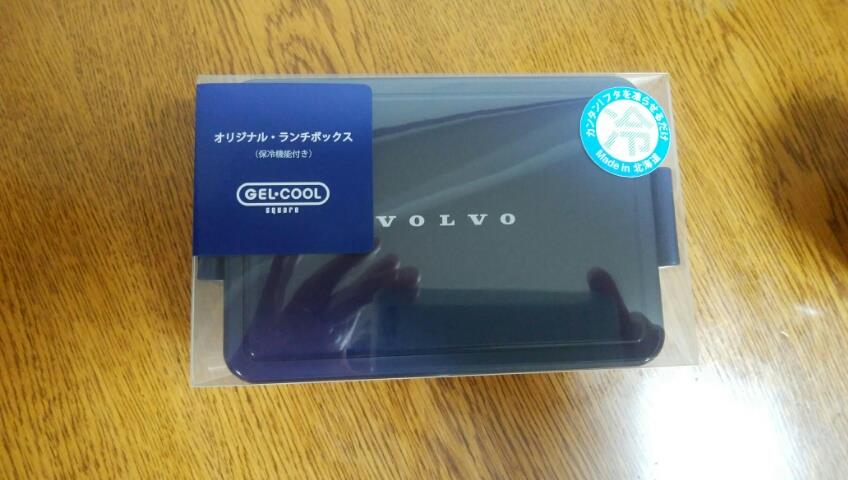 オリジナル・ランチボックス
（保冷機能付き）
GEL-COOL
square
VOLVO
カンタン!フタを凍らせるだけ
冷
Made in 北海道